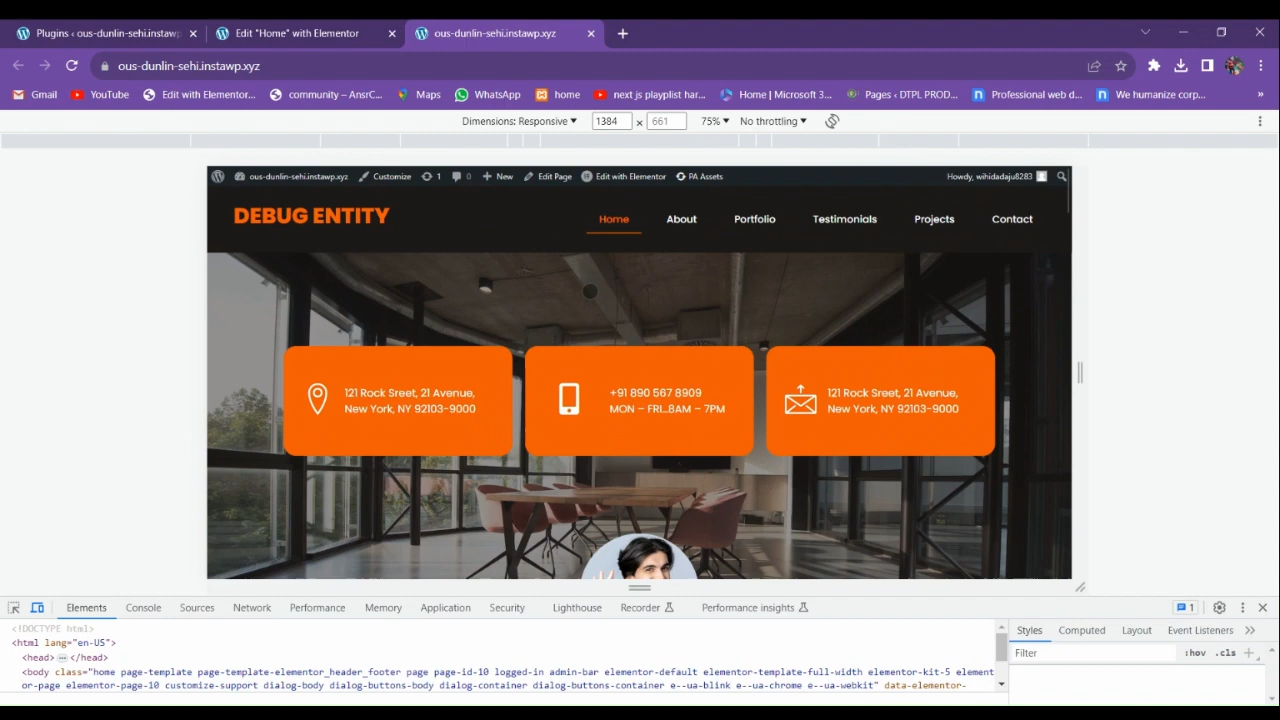 Plugins ‹ ous-dunlin-sehi.instawp
Edit "Home" with Elementor
ous-dunlin-sehi.instawp.xyz
ous-dunlin-sehi.instawp.xyz
Gmail YouTube Edit with Elementor... community – AnsrC... Maps WhatsApp home next js playplist har... Home | Microsoft 3... Pages ‹ DTPL PROD... Professional web d... We humanize corp... »
Dimensions: Responsive 1384 × 661 75% No throttling
ous-dunlin-sehi.instawp.xyz Customize 1 0 New Edit Page Edit with Elementor PA Assets Howdy, wihidadaju8283
DEBUG ENTITY
Home About Portfolio Testimonials Projects Contact
121 Rock Sreet, 21 Avenue,
New York, NY 92103-9000
+91 890 567 8909
MON – FRI..8AM – 7PM
121 Rock Sreet, 21 Avenue,
New York, NY 92103-9000
Elements Console Sources Network Performance Memory Application Security Lighthouse Recorder Performance insights 1
<!DOCTYPE html>
<html lang="en-US">
<head> ••• </head>
<body class="home page-template page-template-elementor_header_footer page page-id-10 logged-in admin-bar elementor-default elementor-template-full-width elementor-kit-5 element
or-page elementor-page-10 customize-support dialog-body dialog-buttons-body dialog-container dialog-buttons-container e--ua-blink e--ua-chrome e--ua-webkit" data-elementor-
Styles Computed Layout Event Listeners »
Filter :hov .cls +